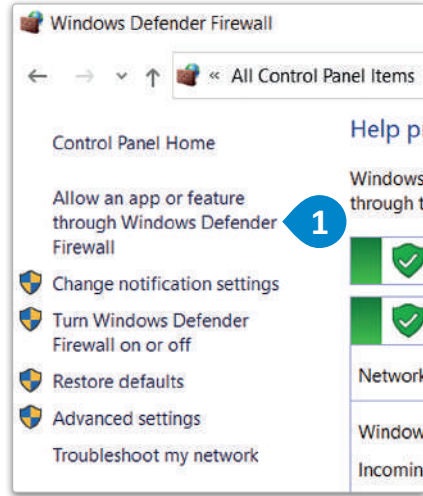 Windows Defender Firewall
« All Control Panel Items
Control Panel Home
Allow an app or feature
through Windows Defender
Firewall
1
Change notification settings
Turn Windows Defender
Firewall on or off
Restore defaults
Advanced settings
Troubleshoot my network
Help
Windows
through
Network
Window